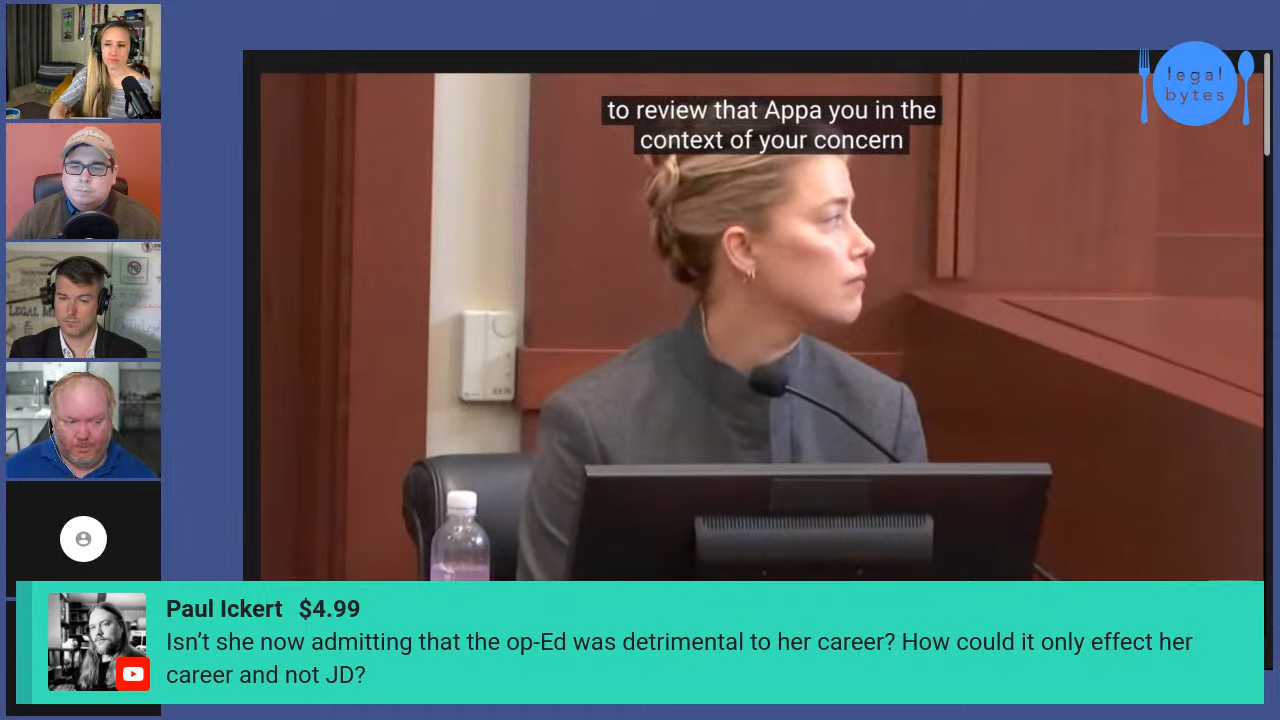 legal
bytes
to review that Appa you in the
context of your concern
Paul Ickert $4.99
Isn’t she now admitting that the op-Ed was detrimental to her career? How could it only effect her
career and not JD?